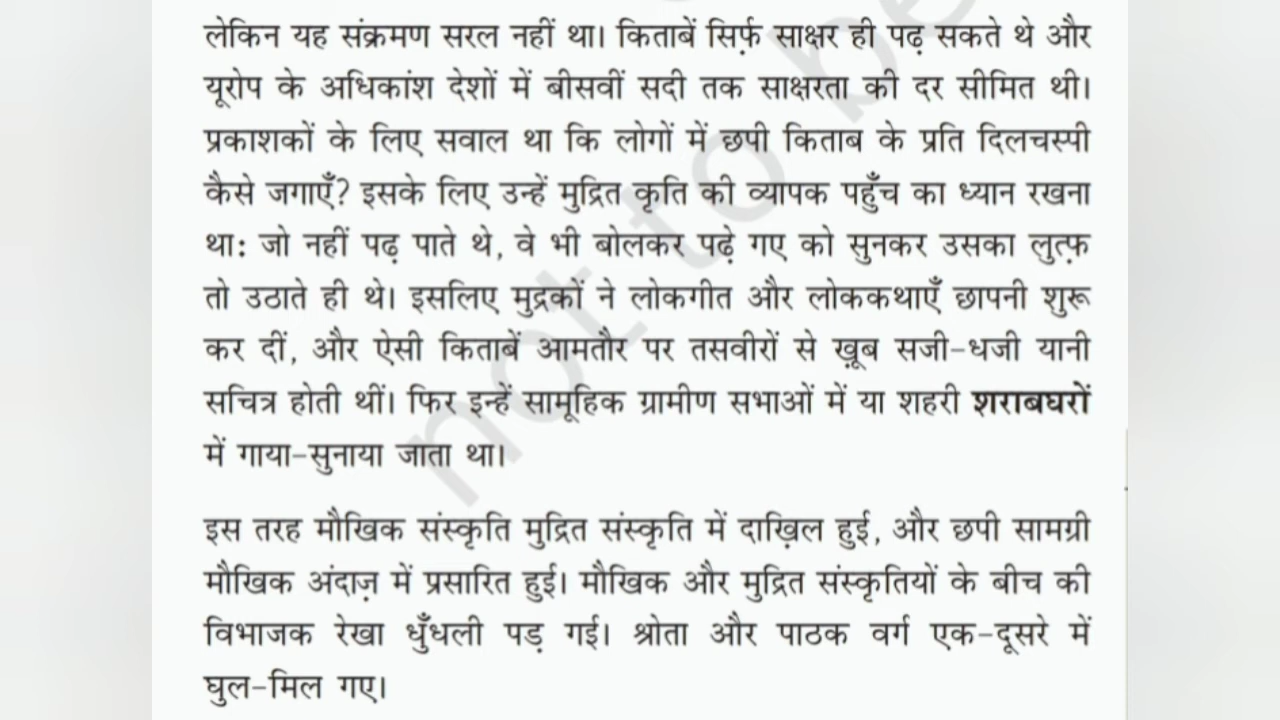 लेकिन यह संक्रमण सरल नहीं था। किताबें सिर्फ़ साक्षर ही पढ़ सकते थे और
यूरोप के अधिकांश देशों में बीसवीं सदी तक साक्षरता की दर सीमित थी।
प्रकाशकों के लिए सवाल था कि लोगों में छपी किताब के प्रति दिलचस्पी
कैसे जगाएँ? इसके लिए उन्हें मुद्रित कृति की व्यापक पहुँच का ध्यान रखना
था: जो नहीं पढ़ पाते थे, वे भी बोलकर पढ़े गए को सुनकर उसका लुत्फ़
तो उठाते ही थे। इसलिए मुद्रकों ने लोकगीत और लोककथाएँ छापनी शुरू
कर दीं, और ऐसी किताबें आमतौर पर तसवीरों से ख़ूब सजी-धजी यानी
सचित्र होती थीं। फिर इन्हें सामूहिक ग्रामीण सभाओं में या शहरी शराबघरों
में गाया-सुनाया जाता था।
इस तरह मौखिक संस्कृति मुद्रित संस्कृति में दाख़िल हुई, और छपी सामग्री
मौखिक अंदाज़ में प्रसारित हुई। मौखिक और मुद्रित संस्कृतियों के बीच की
विभाजक रेखा धुँधली पड़ गई। श्रोता और पाठक वर्ग एक-दूसरे में
घुल-मिल गए।
not to be